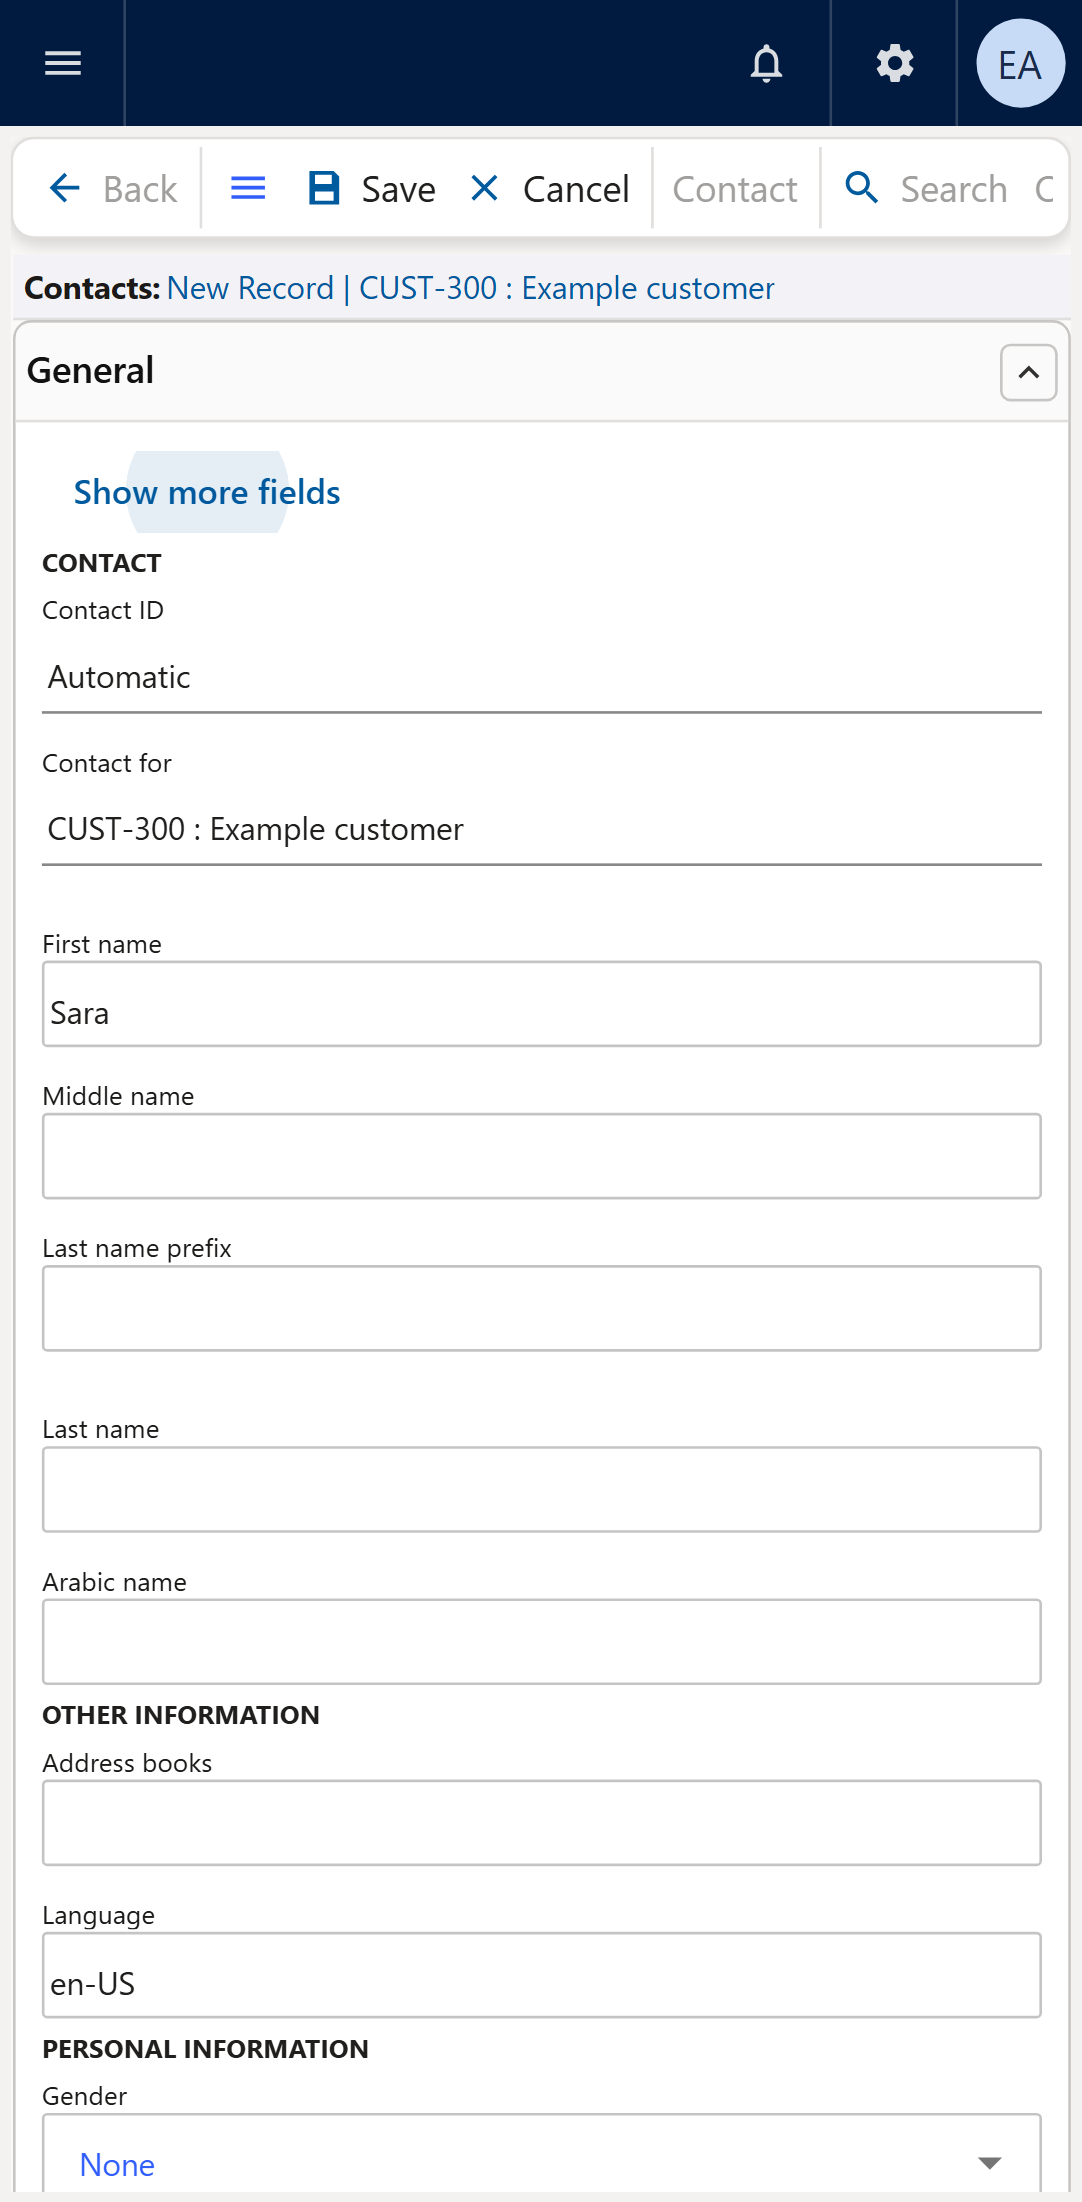 EA
Back Save Cancel Contact Search
Contacts: New Record | CUST-300 : Example customer
General
Show more fields
CONTACT
Contact ID
Automatic
Contact for
CUST-300 : Example customer
First name
Sara
Middle name
Last name prefix
Last name
Arabic name
OTHER INFORMATION
Address books
Language
en-US
PERSONAL INFORMATION
Gender
None